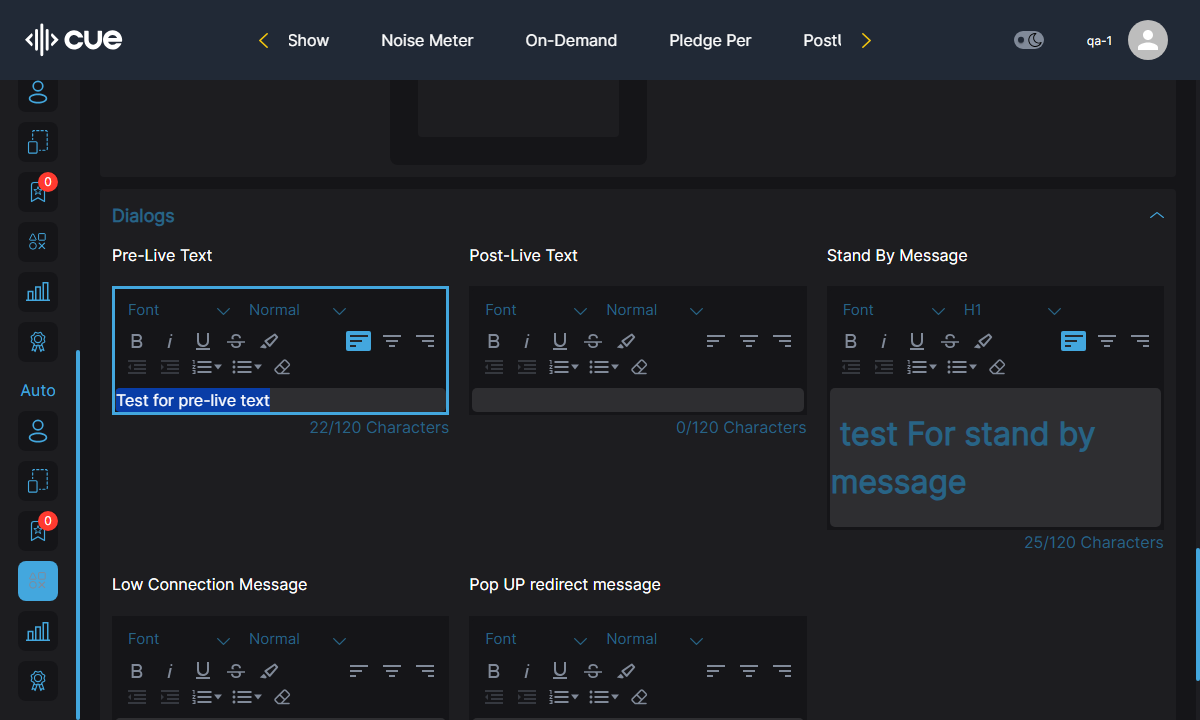 cue
Show
Noise Meter
On-Demand
Pledge Per
Post
qa-1
0
Auto
0
Dialogs
Pre-Live Text
Post-Live Text
Stand By Message
Font
Normal
Font
Normal
Font
H1
B i U S
B i U S
B i U S
Test for pre-live text
22/120 Characters
0/120 Characters
test For stand by
message
25/120 Characters
Low Connection Message
Pop UP redirect message
Font
Normal
Font
Normal
B i U S
B i U S